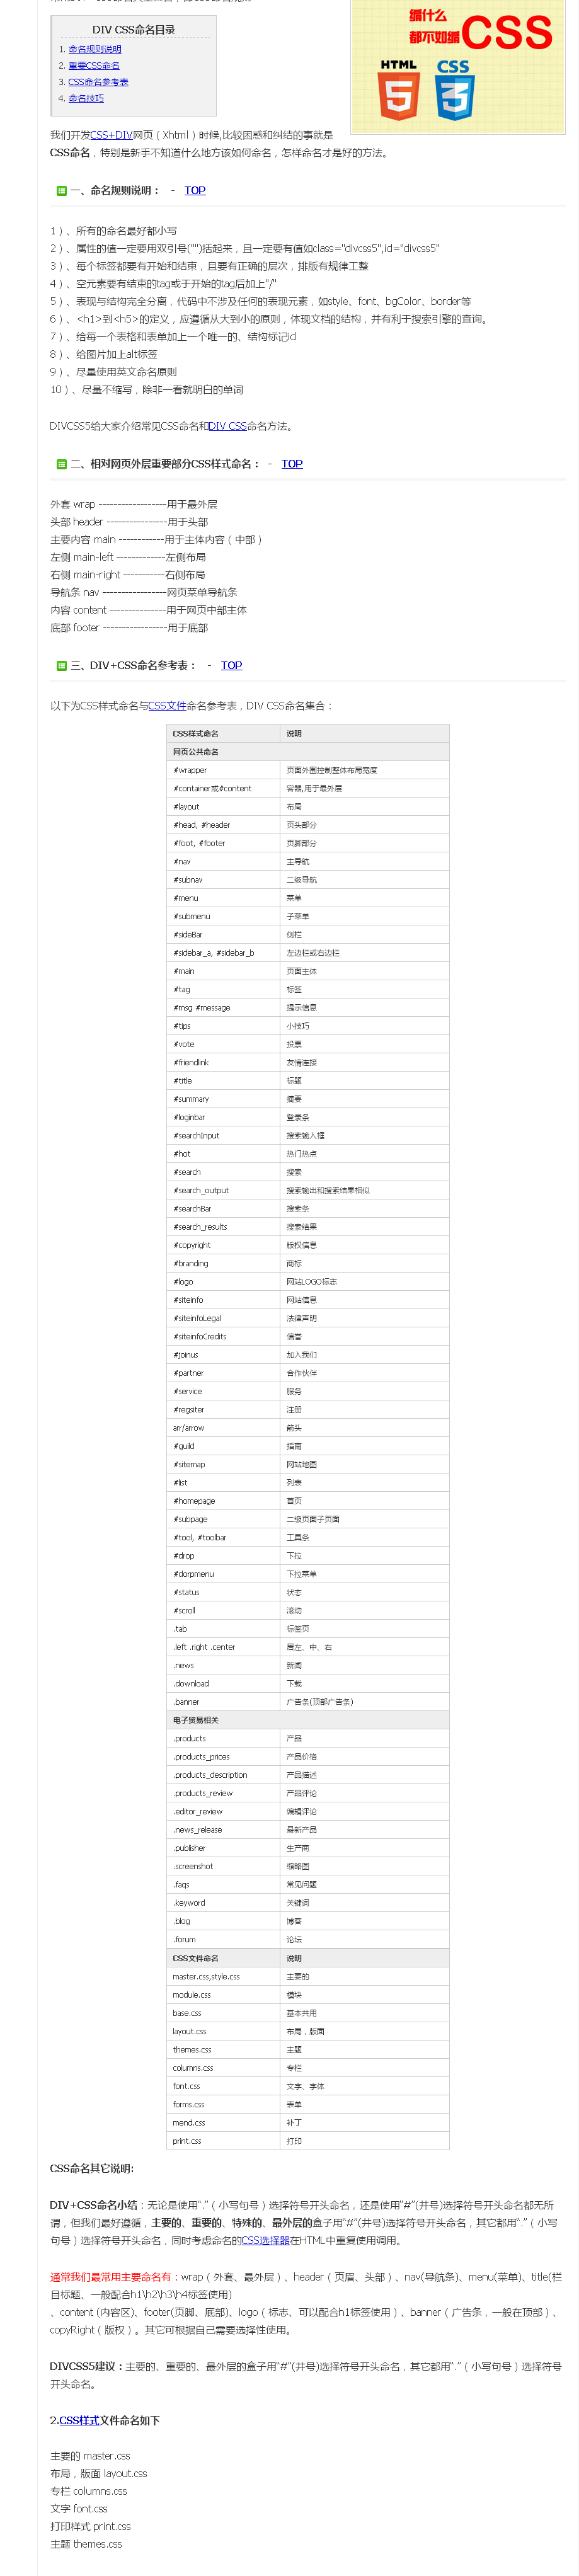 DIV CSS命名目录
1. 命名规则说明
2. 重要CSS命名
3. CSS命名参考表
4. 命名技巧
编什么
都不如编CSS
HTML
CSS
我们开发CSS+DIV网页（Xhtml）时候,比较困惑和纠结的事就是
CSS命名，特别是新手不知道什么地方该如何命名，怎样命名才是好的方法。
一、命名规则说明： - TOP
1）、所有的命名最好都小写
2）、属性的值一定要用双引号("")括起来，且一定要有值如class="divcss5",id="divcss5"
3）、每个标签都要有开始和结束，且要有正确的层次，排版有规律工整
4）、空元素要有结束的tag或于开始的tag后加上"/"
5）、表现与结构完全分离，代码中不涉及任何的表现元素，如style、font、bgColor、border等
6）、<h1>到<h5>的定义，应遵循从大到小的原则，体现文档的结构，并有利于搜索引擎的查询。
7）、给每一个表格和表单加上一个唯一的、结构标记id
8）、给图片加上alt标签
9）、尽量使用英文命名原则
10）、尽量不缩写，除非一看就明白的单词
DIVCSS5给大家介绍常见CSS命名和DIV CSS命名方法。
二、相对网页外层重要部分CSS样式命名： - TOP
外套 wrap ------------------用于最外层
头部 header ----------------用于头部
主要内容 main ------------用于主体内容（中部）
左侧 main-left -------------左侧布局
右侧 main-right -----------右侧布局
导航条 nav -----------------网页菜单导航条
内容 content ---------------用于网页中部主体
底部 footer -----------------用于底部
三、DIV+CSS命名参考表： - TOP
以下为CSS样式命名与CSS文件命名参考表，DIV CSS命名集合：
CSS样式命名 说明
网页公共命名
#wrapper 页面外围控制整体布局宽度
#container或#content 容器,用于最外层
#layout 布局
#head, #header 页头部分
#foot, #footer 页脚部分
#nav 主导航
#subnav 二级导航
#menu 菜单
#submenu 子菜单
#sideBar 侧栏
#sidebar_a, #sidebar_b 左边栏或右边栏
#main 页面主体
#tag 标签
#msg #message 提示信息
#tips 小技巧
#vote 投票
#friendlink 友情连接
#title 标题
#summary 摘要
#loginbar 登录条
#searchInput 搜索输入框
#hot 热门热点
#search 搜索
#search_output 搜索输出和搜索结果相似
#searchBar 搜索条
#search_results 搜索结果
#copyright 版权信息
#branding 商标
#logo 网站LOGO标志
#siteinfo 网站信息
#siteinfoLegal 法律声明
#siteinfoCredits 信誉
#joinus 加入我们
#partner 合作伙伴
#service 服务
#regsiter 注册
arr/arrow 箭头
#guild 指南
#sitemap 网站地图
#list 列表
#homepage 首页
#subpage 二级页面子页面
#tool, #toolbar 工具条
#drop 下拉
#dorpmenu 下拉菜单
#status 状态
#scroll 滚动
.tab 标签页
.left .right .center 居左、中、右
.news 新闻
.download 下载
.banner 广告条(顶部广告条)
电子贸易相关
.products 产品
.products_prices 产品价格
.products_description 产品描述
.products_review 产品评论
.editor_review 编辑评论
.news_release 最新产品
.publisher 生产商
.screenshot 缩略图
.faqs 常见问题
.keyword 关键词
.blog 博客
.forum 论坛
CSS文件命名 说明
master.css,style.css 主要的
module.css 模块
base.css 基本共用
layout.css 布局，版面
themes.css 主题
columns.css 专栏
font.css 文字、字体
forms.css 表单
mend.css 补丁
print.css 打印
CSS命名其它说明:
DIV+CSS命名小结：无论是使用“.”（小写句号）选择符号开头命名，还是使用“#”(井号)选择符号开头命名都无所
谓，但我们最好遵循，主要的、重要的、特殊的、最外层的盒子用“#”(井号)选择符号开头命名，其它都用“.”（小写
句号）选择符号开头命名，同时考虑命名的CSS选择器在HTML中重复使用调用。
通常我们最常用主要命名有：wrap（外套、最外层）、header（页眉、头部）、nav(导航条)、menu(菜单)、title(栏
目标题、一般配合h1\h2\h3\h4标签使用)
、content (内容区)、footer(页脚、底部)、logo（标志、可以配合h1标签使用）、banner（广告条，一般在顶部）、
copyRight（版权）。其它可根据自己需要选择性使用。
DIVCSS5建议：主要的、重要的、最外层的盒子用“#”(井号)选择符号开头命名，其它都用“.”（小写句号）选择符号
开头命名。
2.CSS样式文件命名如下
主要的 master.css
布局，版面 layout.css
专栏 columns.css
文字 font.css
打印样式 print.css
主题 themes.css